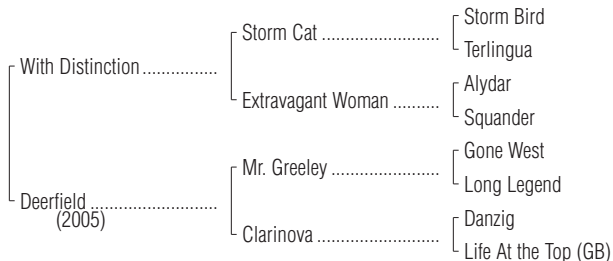 Storm Bird
Storm Cat ........................
Terlingua
With Distinction ...............
Alydar
Extravagant Woman .........
Squander
Gone West
Mr. Greeley ......................
Long Legend
Deerfield .........................
(2005)
Danzig
Clarinova .........................
Life At the Top (GB)